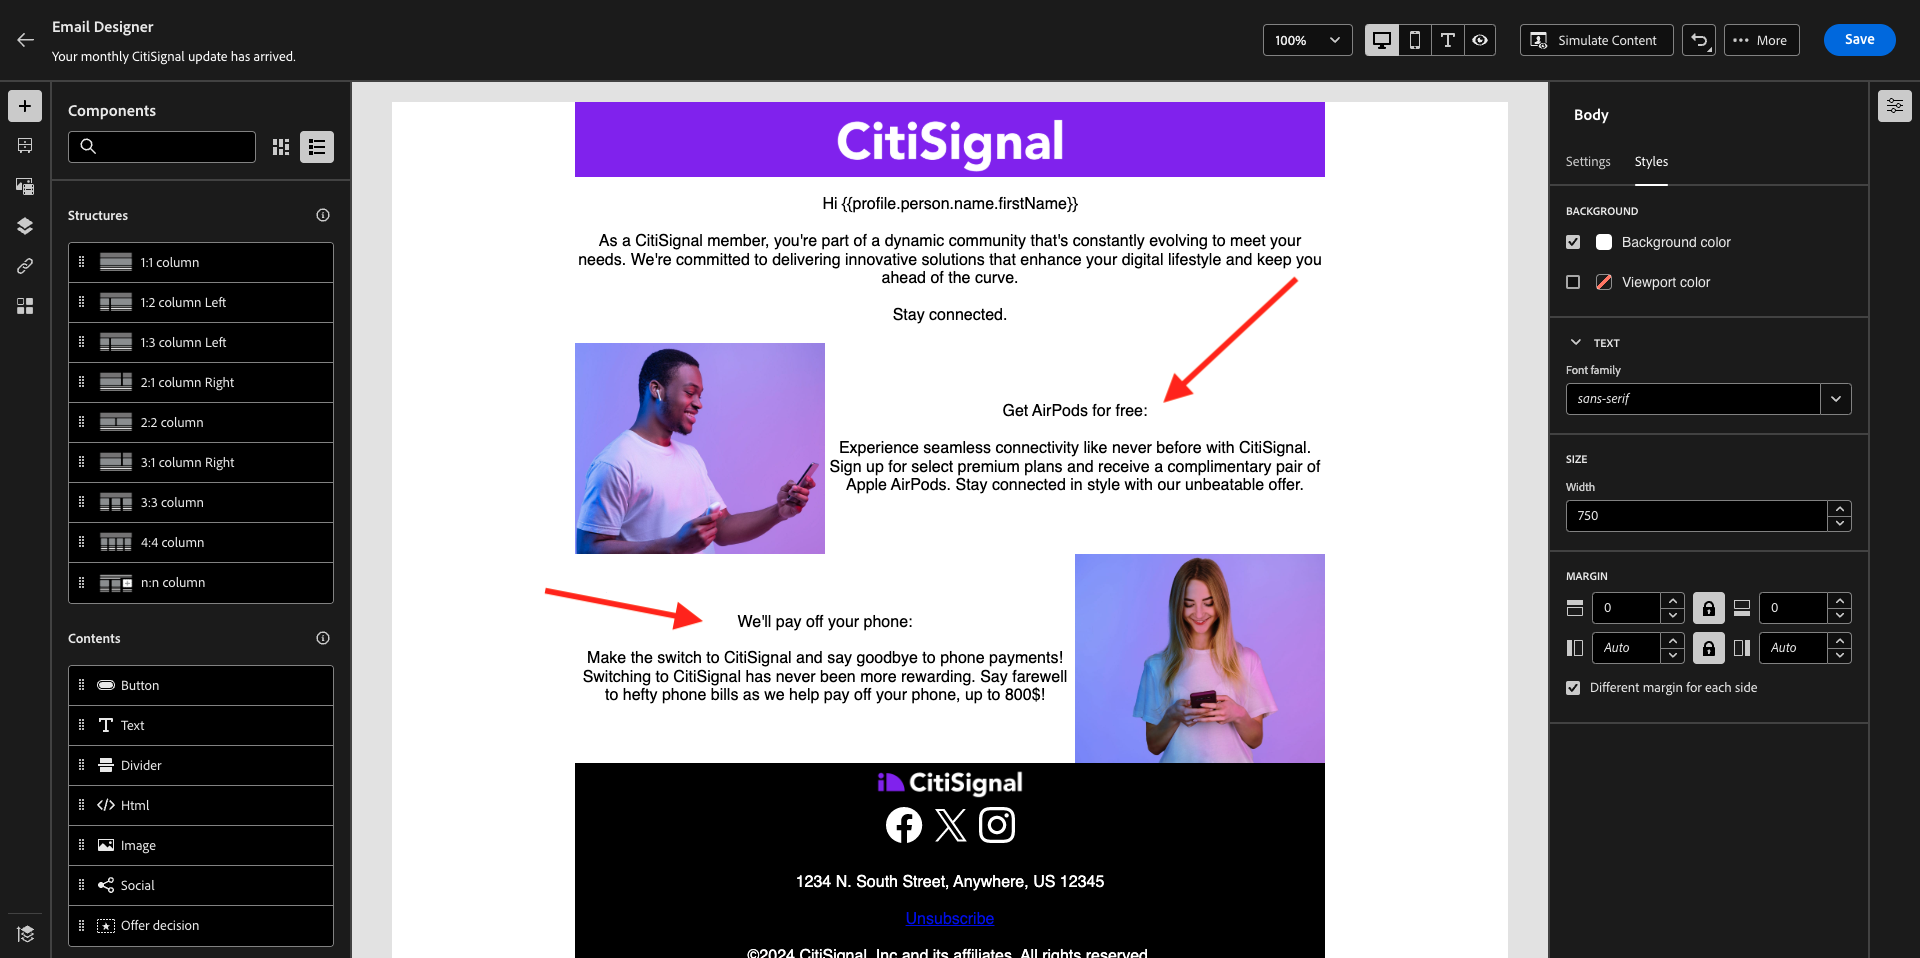 Email Designer
Your monthly CitiSignal update has arrived.
100%
Simulate Content
More
Save
Components
Structures
1:1 column
1:2 column Left
1:3 column Left
2:1 column Right
2:2 column
3:1 column Right
3:3 column
4:4 column
n:n column
Contents
Button
Text
Divider
Html
Image
Social
Offer decision
CitiSignal
Hi {{profile.person.name.firstName}}
As a CitiSignal member, you're part of a dynamic community that's constantly evolving to meet your
needs. We're committed to delivering innovative solutions that enhance your digital lifestyle and keep you
ahead of the curve.
Stay connected.
Get AirPods for free:
Experience seamless connectivity like never before with CitiSignal.
Sign up for select premium plans and receive a complimentary pair of
Apple AirPods. Stay connected in style with our unbeatable offer.
We'll pay off your phone:
Make the switch to CitiSignal and say goodbye to phone payments!
Switching to CitiSignal has never been more rewarding. Say farewell
to hefty phone bills as we help pay off your phone, up to 800$!
CitiSignal
1234 N. South Street, Anywhere, US 12345
Unsubscribe
©2024 CitiSignal, Inc and its affiliates. All rights reserved.
Body
Settings
Styles
BACKGROUND
Background color
Viewport color
TEXT
Font family
sans-serif
SIZE
Width
750
MARGIN
0
0
Auto
Auto
Different margin for each side